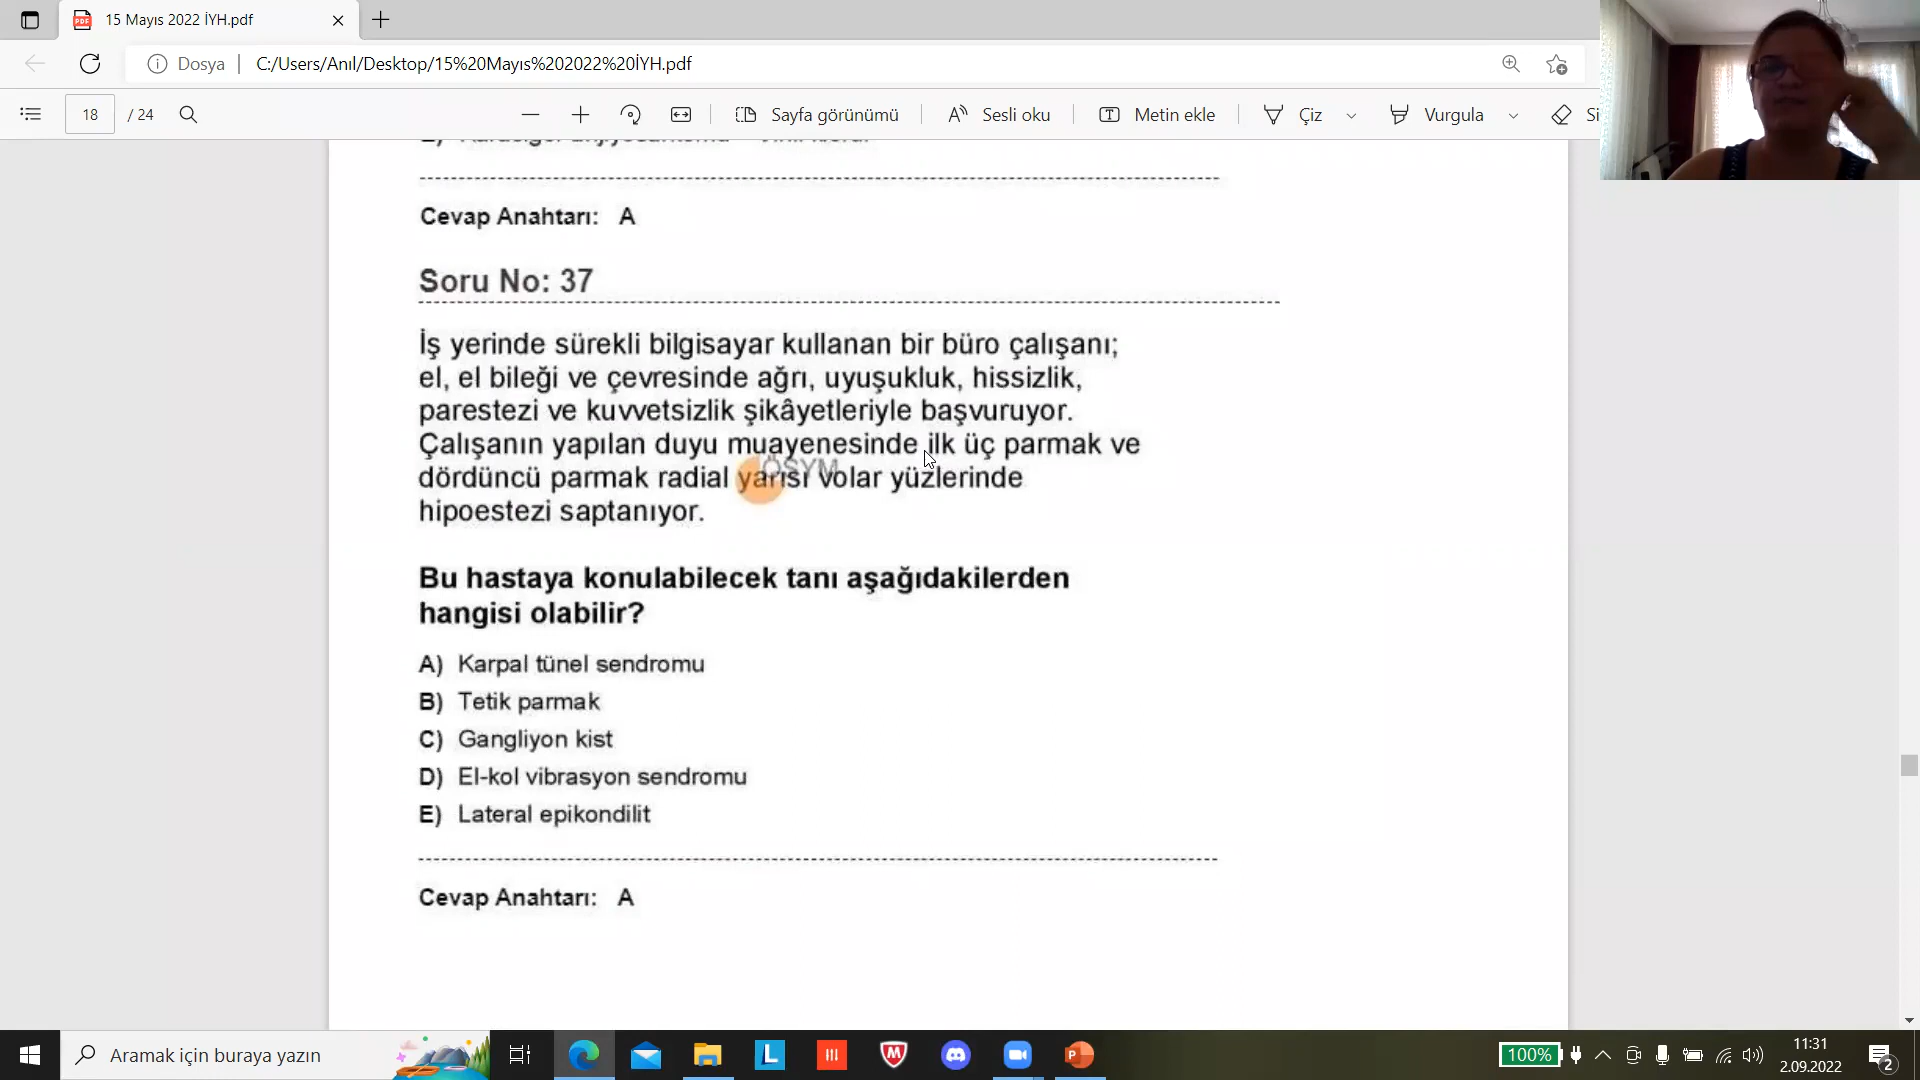 15 Mayıs 2022 İYH.pdf
Dosya | C:/Users/Anıl/Desktop/15%20Mayıs%202022%20İYH.pdf
18 / 24
Sayfa görünümü
Sesli oku
Metin ekle
Çiz
Vurgula
Si
Cevap Anahtarı: A
Soru No: 37
İş yerinde sürekli bilgisayar kullanan bir büro çalışanı;
el, el bileği ve çevresinde ağrı, uyuşukluk, hissizlik,
parestezi ve kuvvetsizlik şikâyetleriyle başvuruyor.
Çalışanın yapılan duyu muayenesinde ilk üç parmak ve
ÖSYM
dördüncü parmak radial yarısı volar yüzlerinde
hipoestezi saptanıyor.
Bu hastaya konulabilecek tanı aşağıdakilerden
hangisi olabilir?
A) Karpal tünel sendromu
B) Tetik parmak
C) Gangliyon kist
D) El-kol vibrasyon sendromu
E) Lateral epikondilit
Cevap Anahtarı: A
Aramak için buraya yazın
100%
11:31
2.09.2022
2